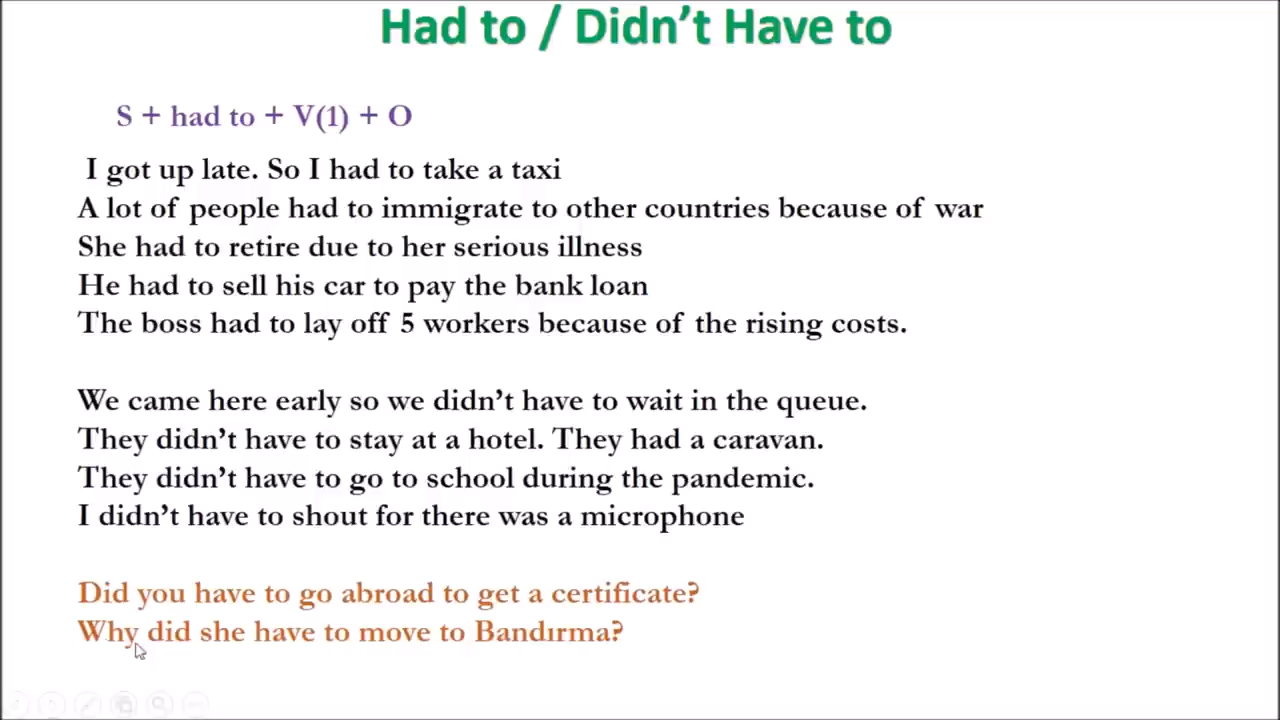 Had to / Didn’t Have to
S + had to + V(1) + O
I got up late. So I had to take a taxi
A lot of people had to immigrate to other countries because of war
She had to retire due to her serious illness
He had to sell his car to pay the bank loan
The boss had to lay off 5 workers because of the rising costs.
We came here early so we didn’t have to wait in the queue.
They didn’t have to stay at a hotel. They had a caravan.
They didn’t have to go to school during the pandemic.
I didn’t have to shout for there was a microphone
Did you have to go abroad to get a certificate?
Why did she have to move to Bandırma?